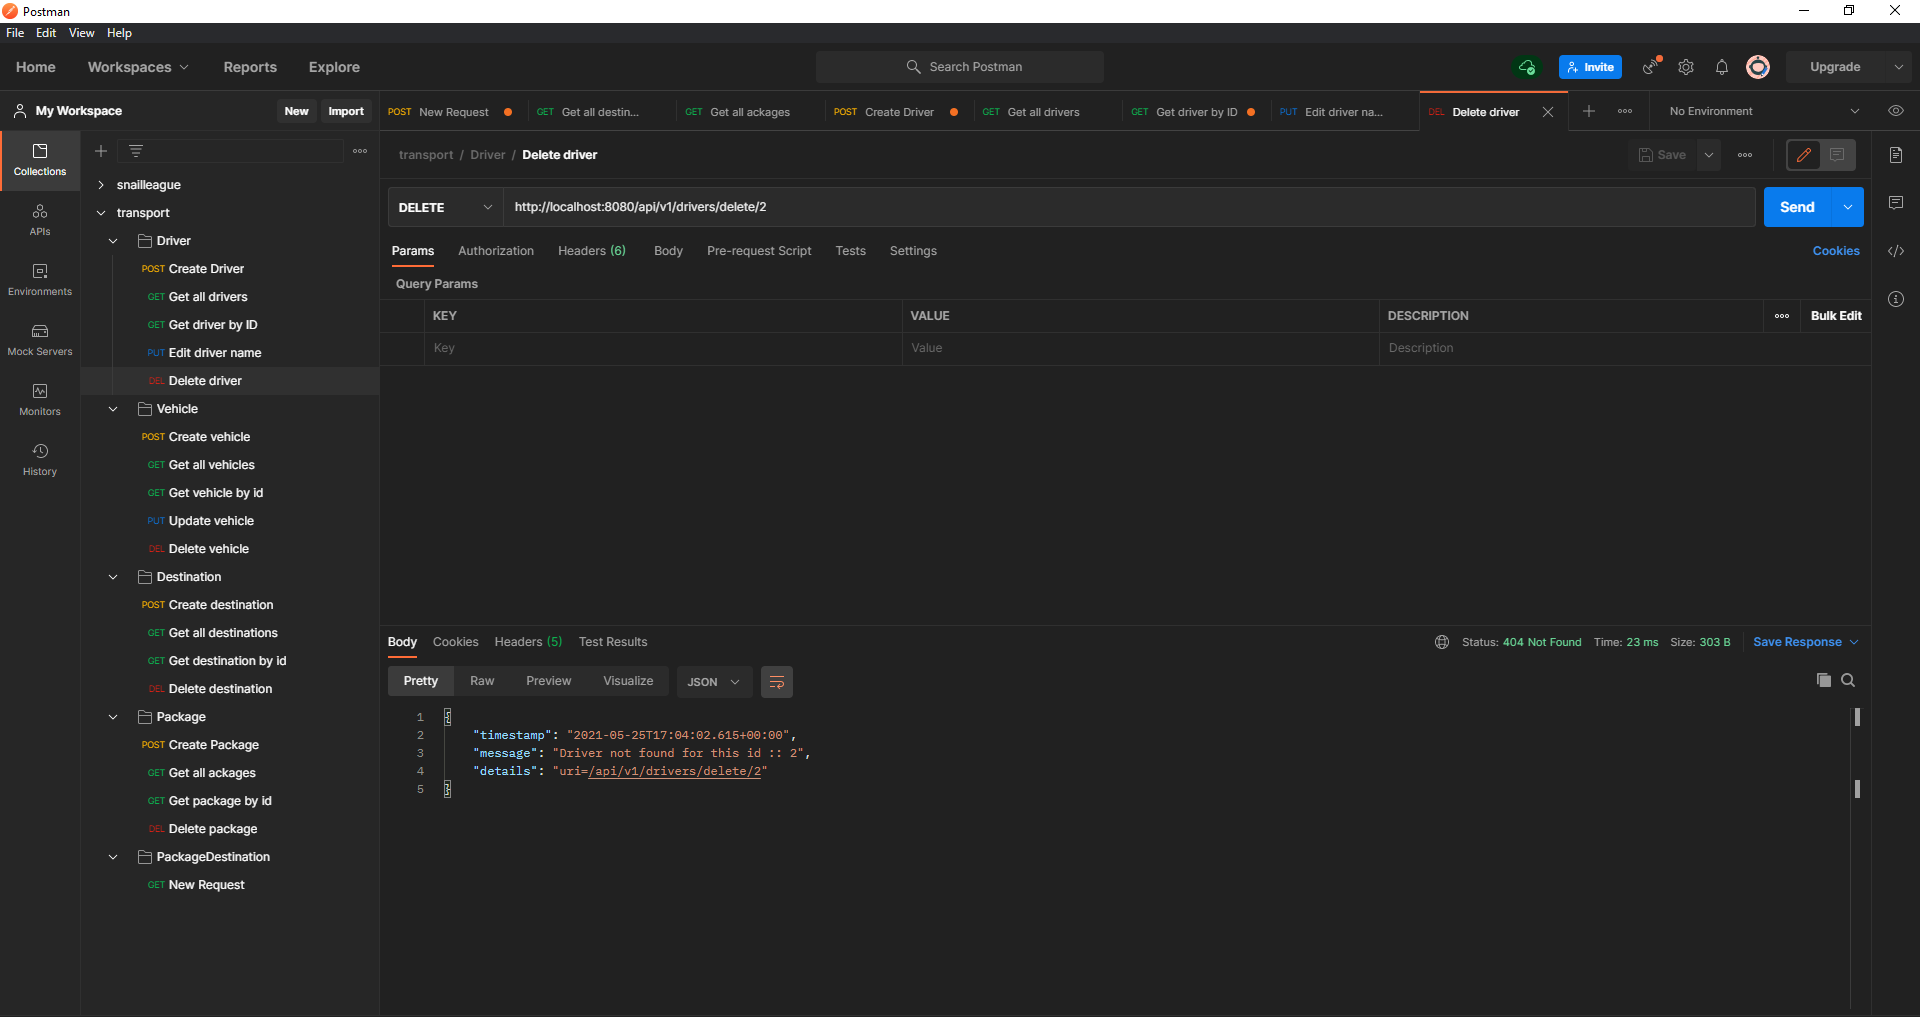 Postman
File Edit View Help
Home Workspaces Reports Explore Search Postman Invite Upgrade
My Workspace New Import
POST New Request GET Get all destin... GET Get all ackages POST Create Driver GET Get all drivers GET Get driver by ID PUT Edit driver na... DEL Delete driver No Environment
Collections
APIs
Environments
Mock Servers
Monitors
History
snailleague
transport
Driver
POST Create Driver
GET Get all drivers
GET Get driver by ID
PUT Edit driver name
DEL Delete driver
Vehicle
POST Create vehicle
GET Get all vehicles
GET Get vehicle by id
PUT Update vehicle
DEL Delete vehicle
Destination
POST Create destination
GET Get all destinations
GET Get destination by id
DEL Delete destination
Package
POST Create Package
GET Get all ackages
GET Get package by id
DEL Delete package
PackageDestination
GET New Request
transport / Driver / Delete driver Save
DELETE http://localhost:8080/api/v1/drivers/delete/2 Send
Params Authorization Headers (6) Body Pre-request Script Tests Settings Cookies
Query Params
KEY VALUE DESCRIPTION Bulk Edit
Key Value Description
Body Cookies Headers (5) Test Results Status: 404 Not Found Time: 23 ms Size: 303 B Save Response
Pretty Raw Preview Visualize JSON
1 {
2 "timestamp": "2021-05-25T17:04:02.615+00:00",
3 "message": "Driver not found for this id :: 2",
4 "details": "uri=/api/v1/drivers/delete/2"
5 }